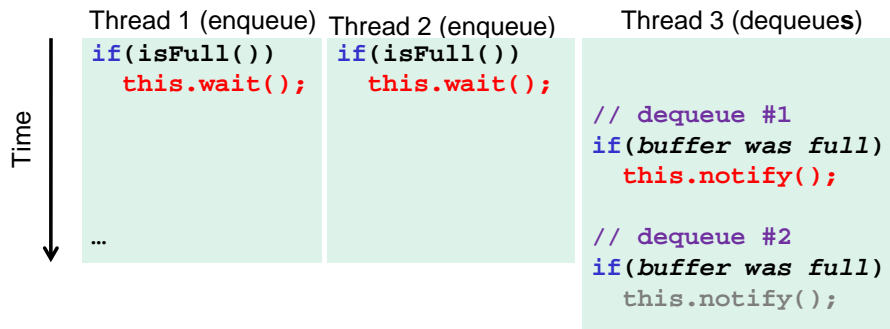 Thread 1 (enqueue)
if(isFull())
this.wait();
…
Thread 2 (enqueue)
if(isFull())
this.wait();
Thread 3 (dequeues)
// dequeue #1
if(buffer was full)
this.notify();
// dequeue #2
if(buffer was full)
this.notify();
Time